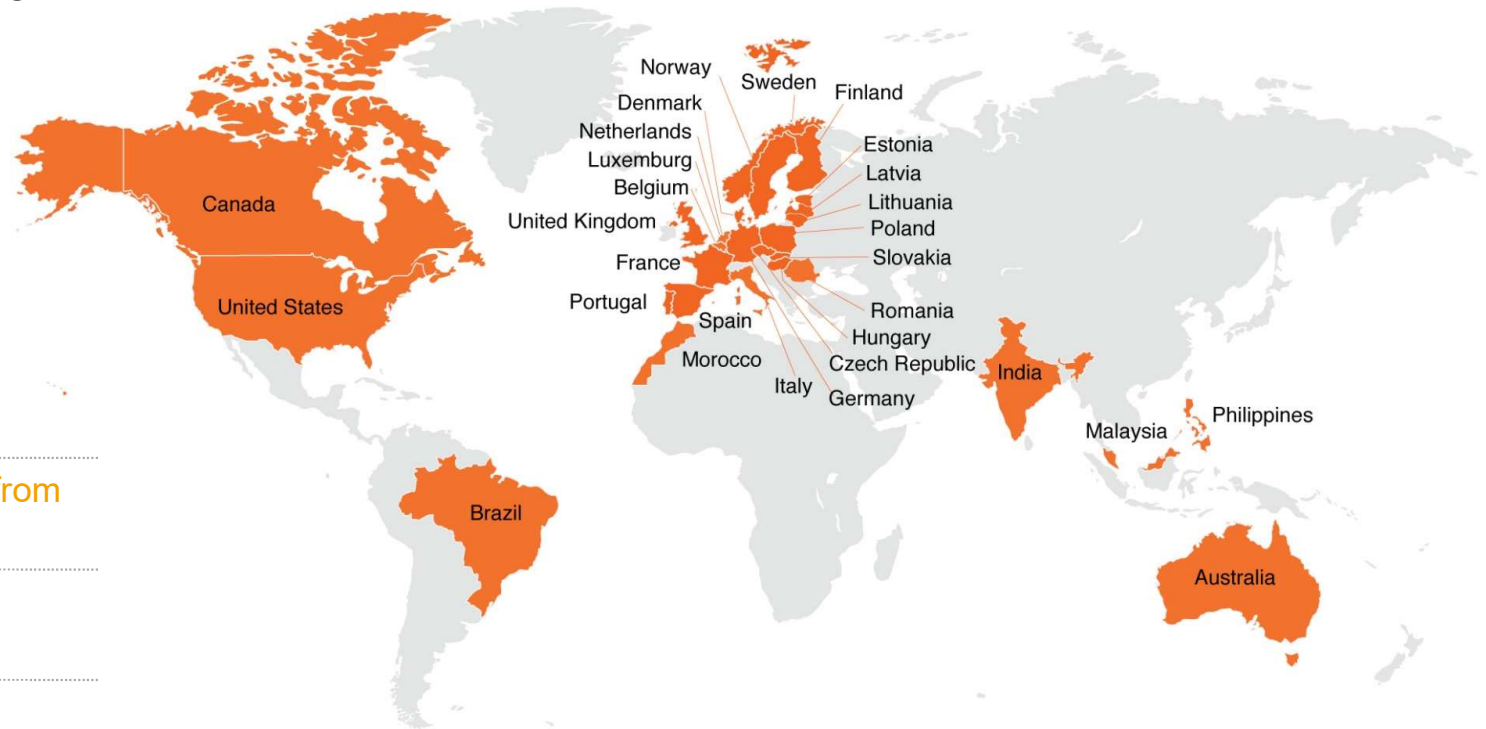 Norway
Sweden
Finland
Denmark
Netherlands
Estonia
Luxemburg
Latvia
Belgium
Lithuania
Canada
United Kingdom
Poland
Slovakia
France
Portugal
United States
Romania
Spain
Hungary
Morocco
Czech Republic
India
Italy
Germany
Philippines
Malaysia
from
Brazil
Australia